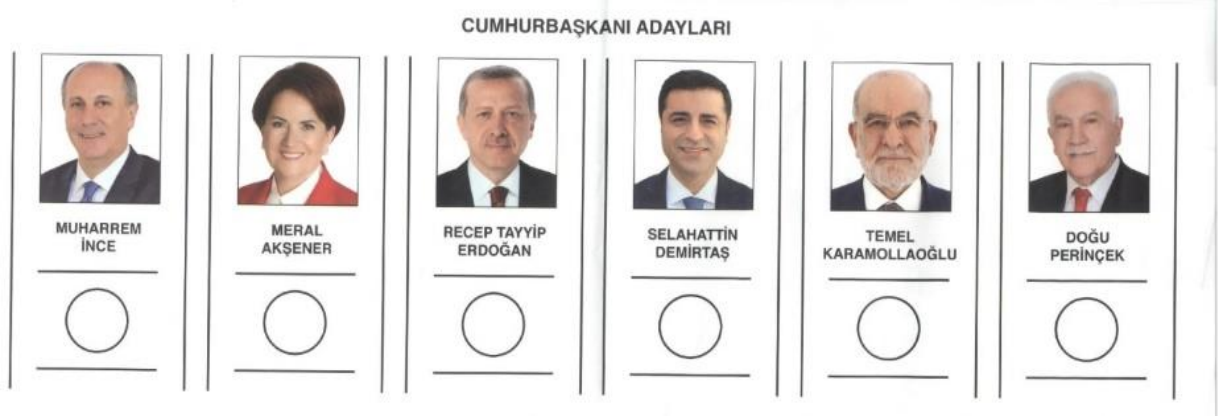 CUMHURBAŞKANI ADAYLARI
MUHARREM
İNCE
MERAL
AKŞENER
RECEP TAYYİP
ERDOĞAN
SELAHATTİN
DEMİRTAŞ
TEMEL
KARAMOLLAOĞLU
DOĞU
PERİNÇEK